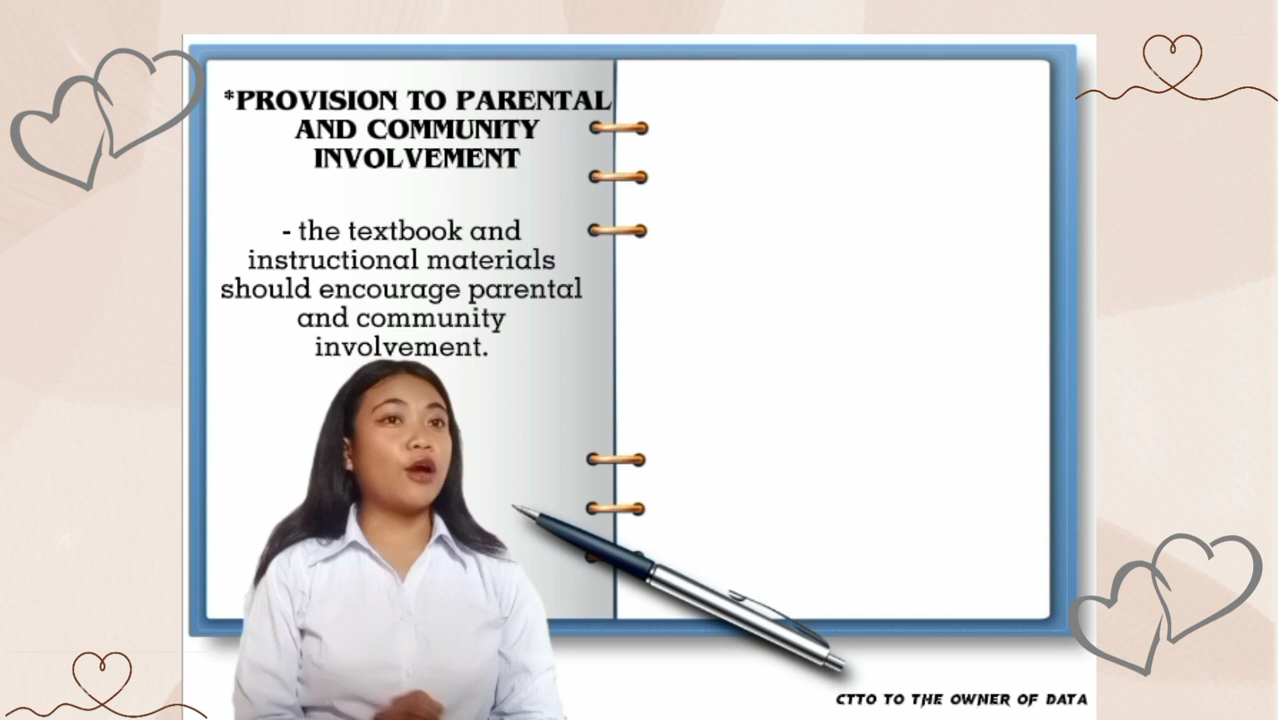 *PROVISION TO PARENTAL
AND COMMUNITY
INVOLVEMENT
- the textbook and
instructional materials
should encourage parental
and community
involvement.
CTTO TO THE OWNER OF DATA